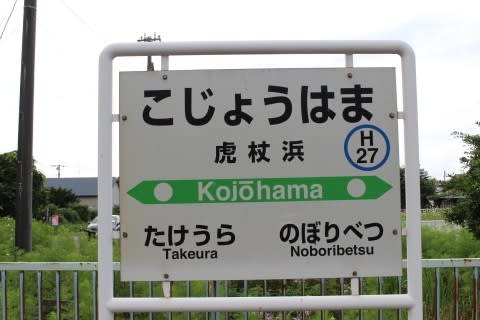 こじょうはま
虎杖浜
H
27
Kojōhama
たけうら
Takeura
のぼりべつ
Noboribetsu